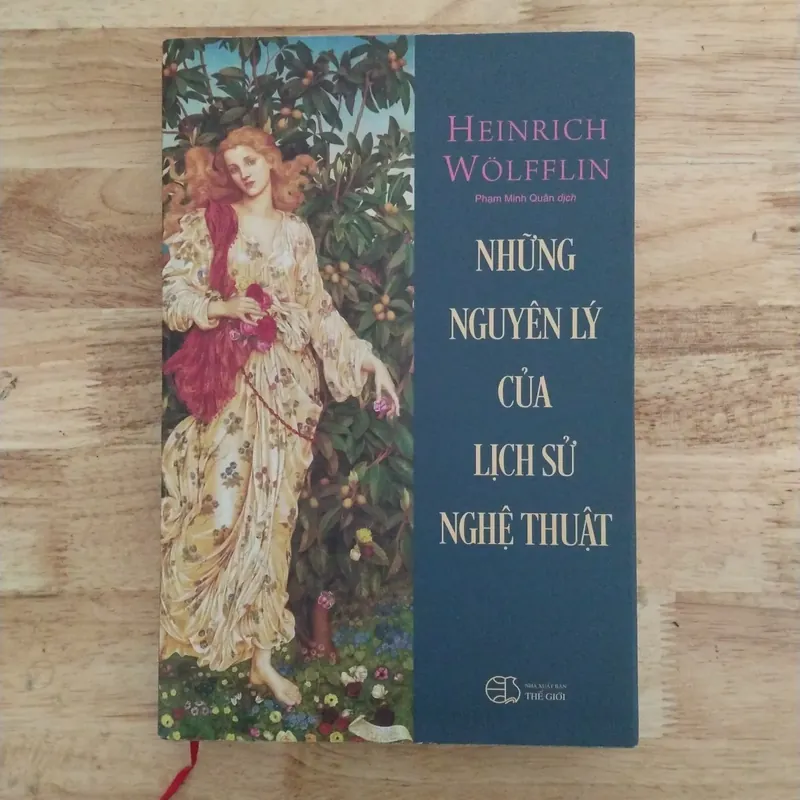 HEINRICH
WÖLFFLIN
Phạm Minh Quân dịch
NHỮNG
NGUYÊN LÝ
CỦA
LỊCH SỬ
NGHỆ THUẬT
NHÀ XUẤT BẢN
THẾ GIỚI